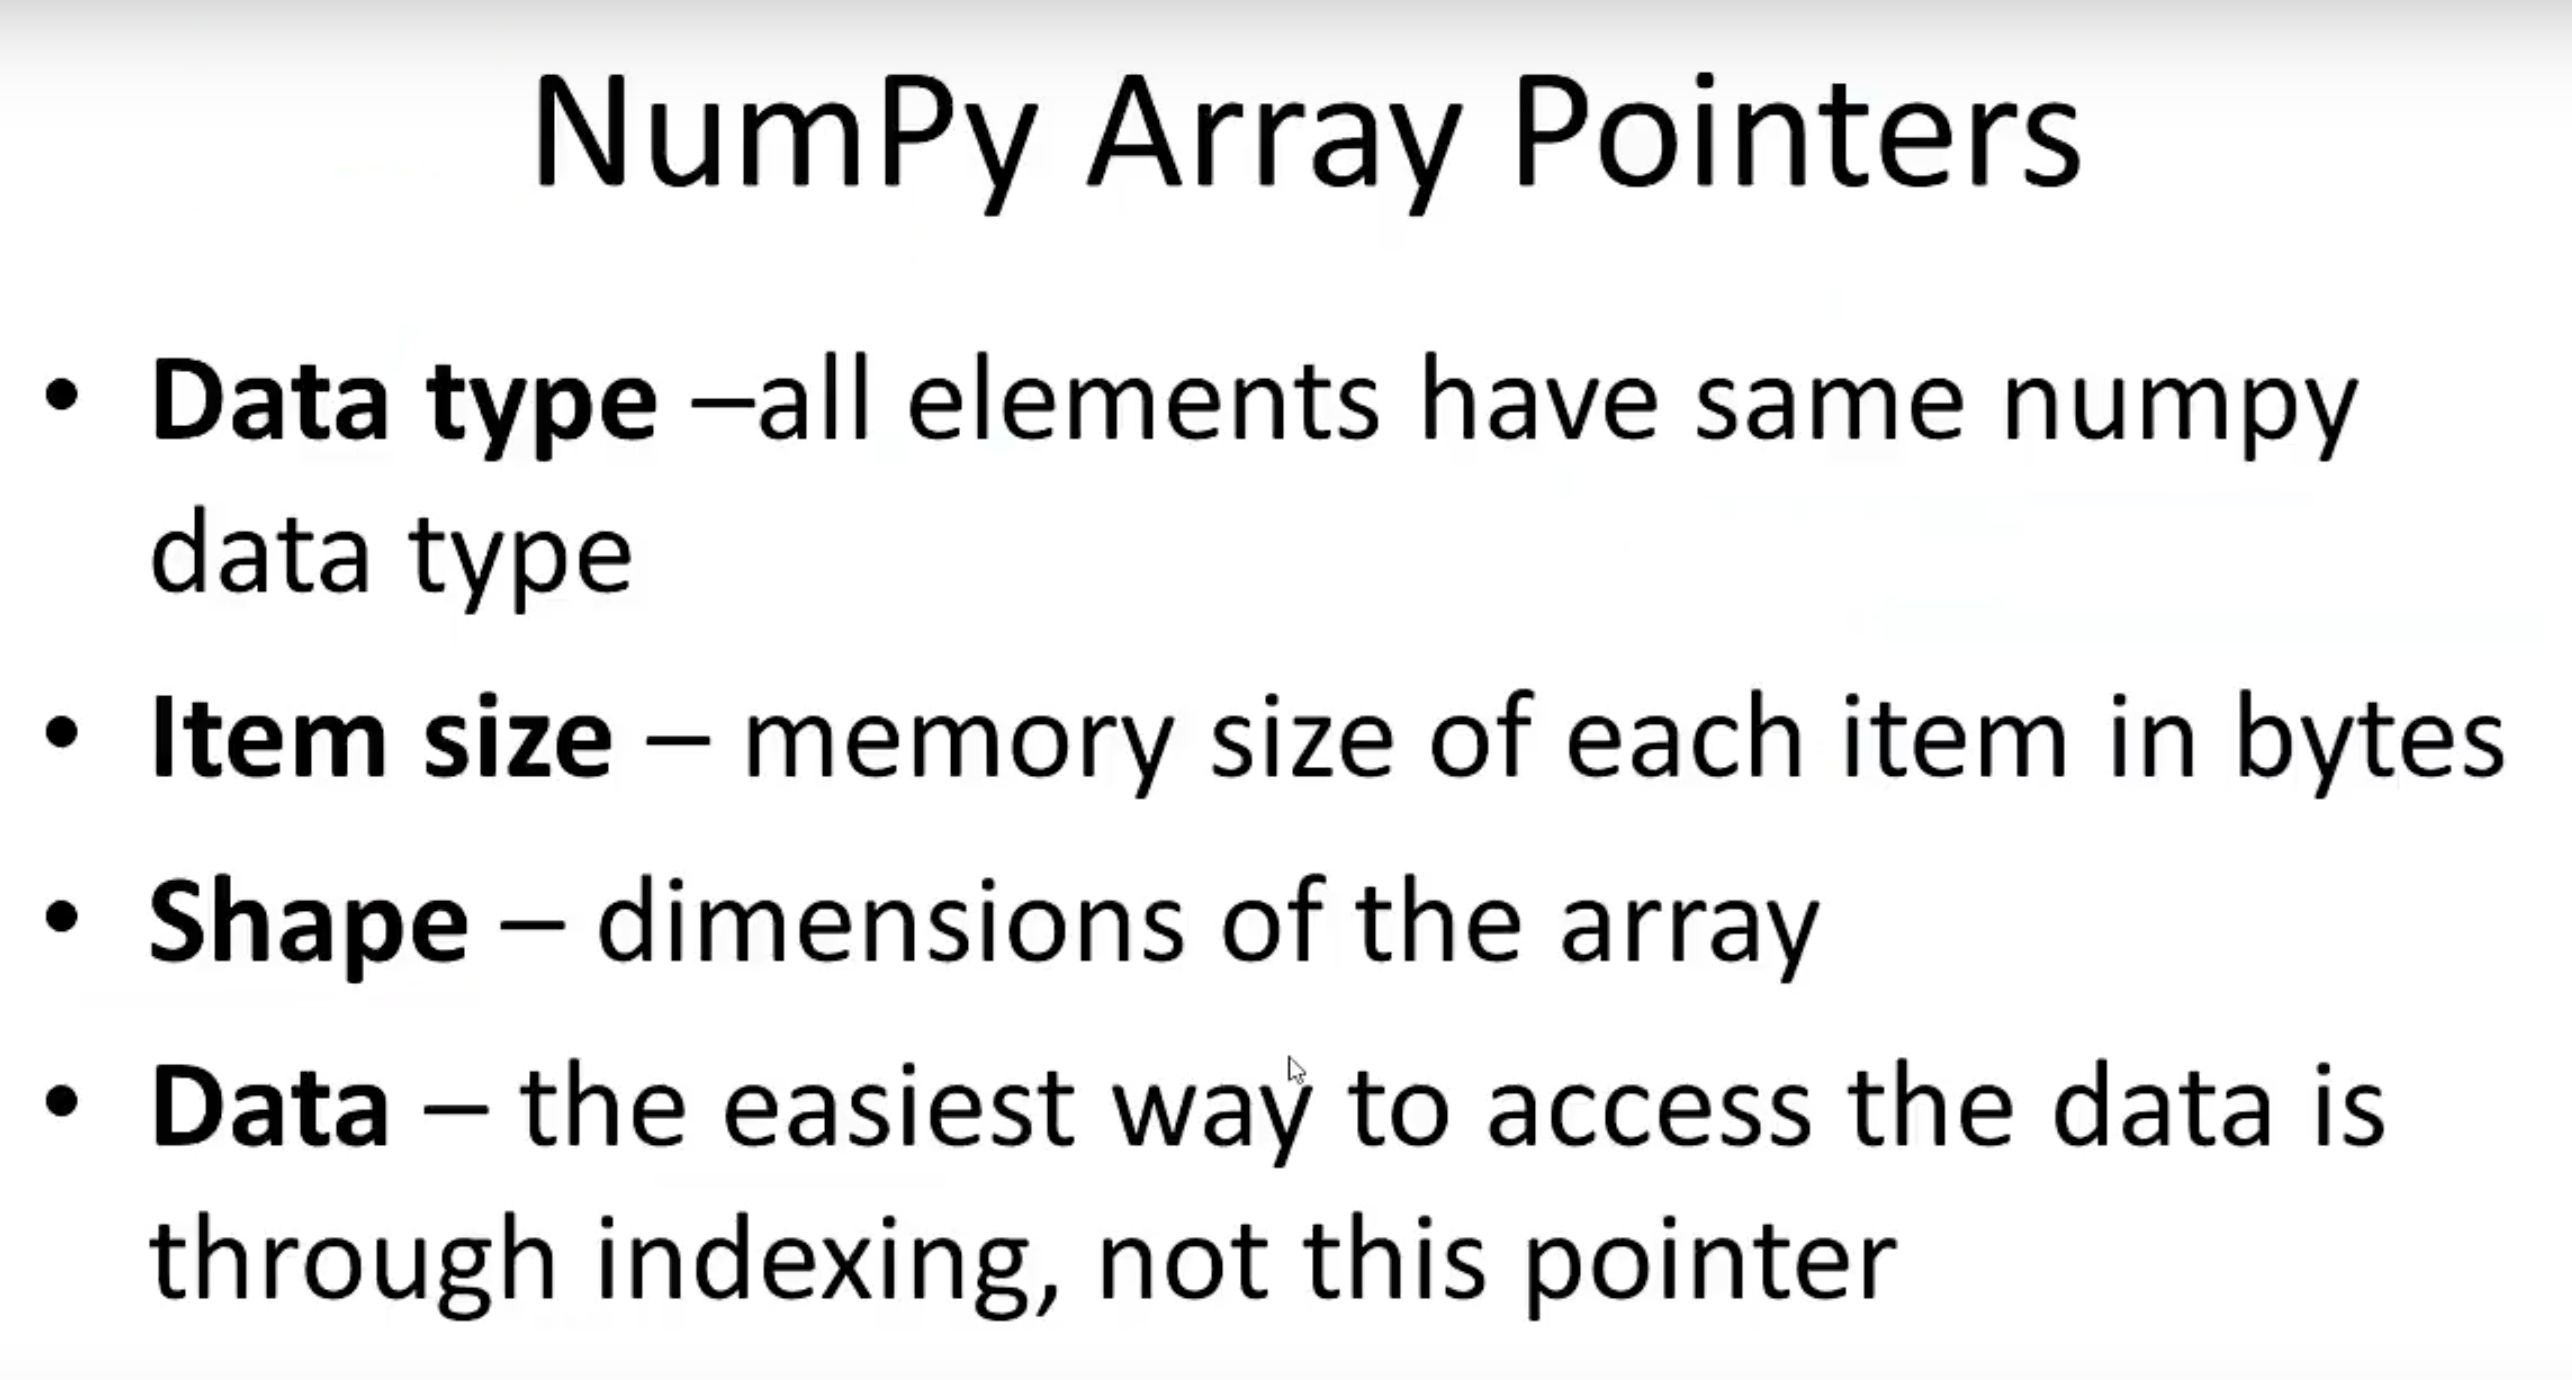 NumPy Array Pointers
• Data type –all elements have same numpy
data type
• Item size – memory size of each item in bytes
• Shape – dimensions of the array
• Data – the easiest way to access the data is
through indexing, not this pointer